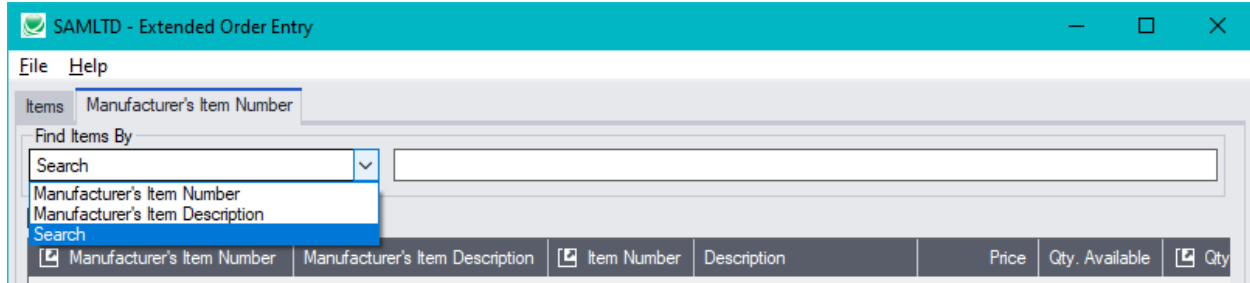 SAMLTD - Extended Order Entry
File Help
Items Manufacturer's Item Number
Find Items By
Search
Manufacturer's Item Number
Manufacturer's Item Description
Search
Manufacturer's Item Number Manufacturer's Item Description Item Number Description Price Qty. Available Qty